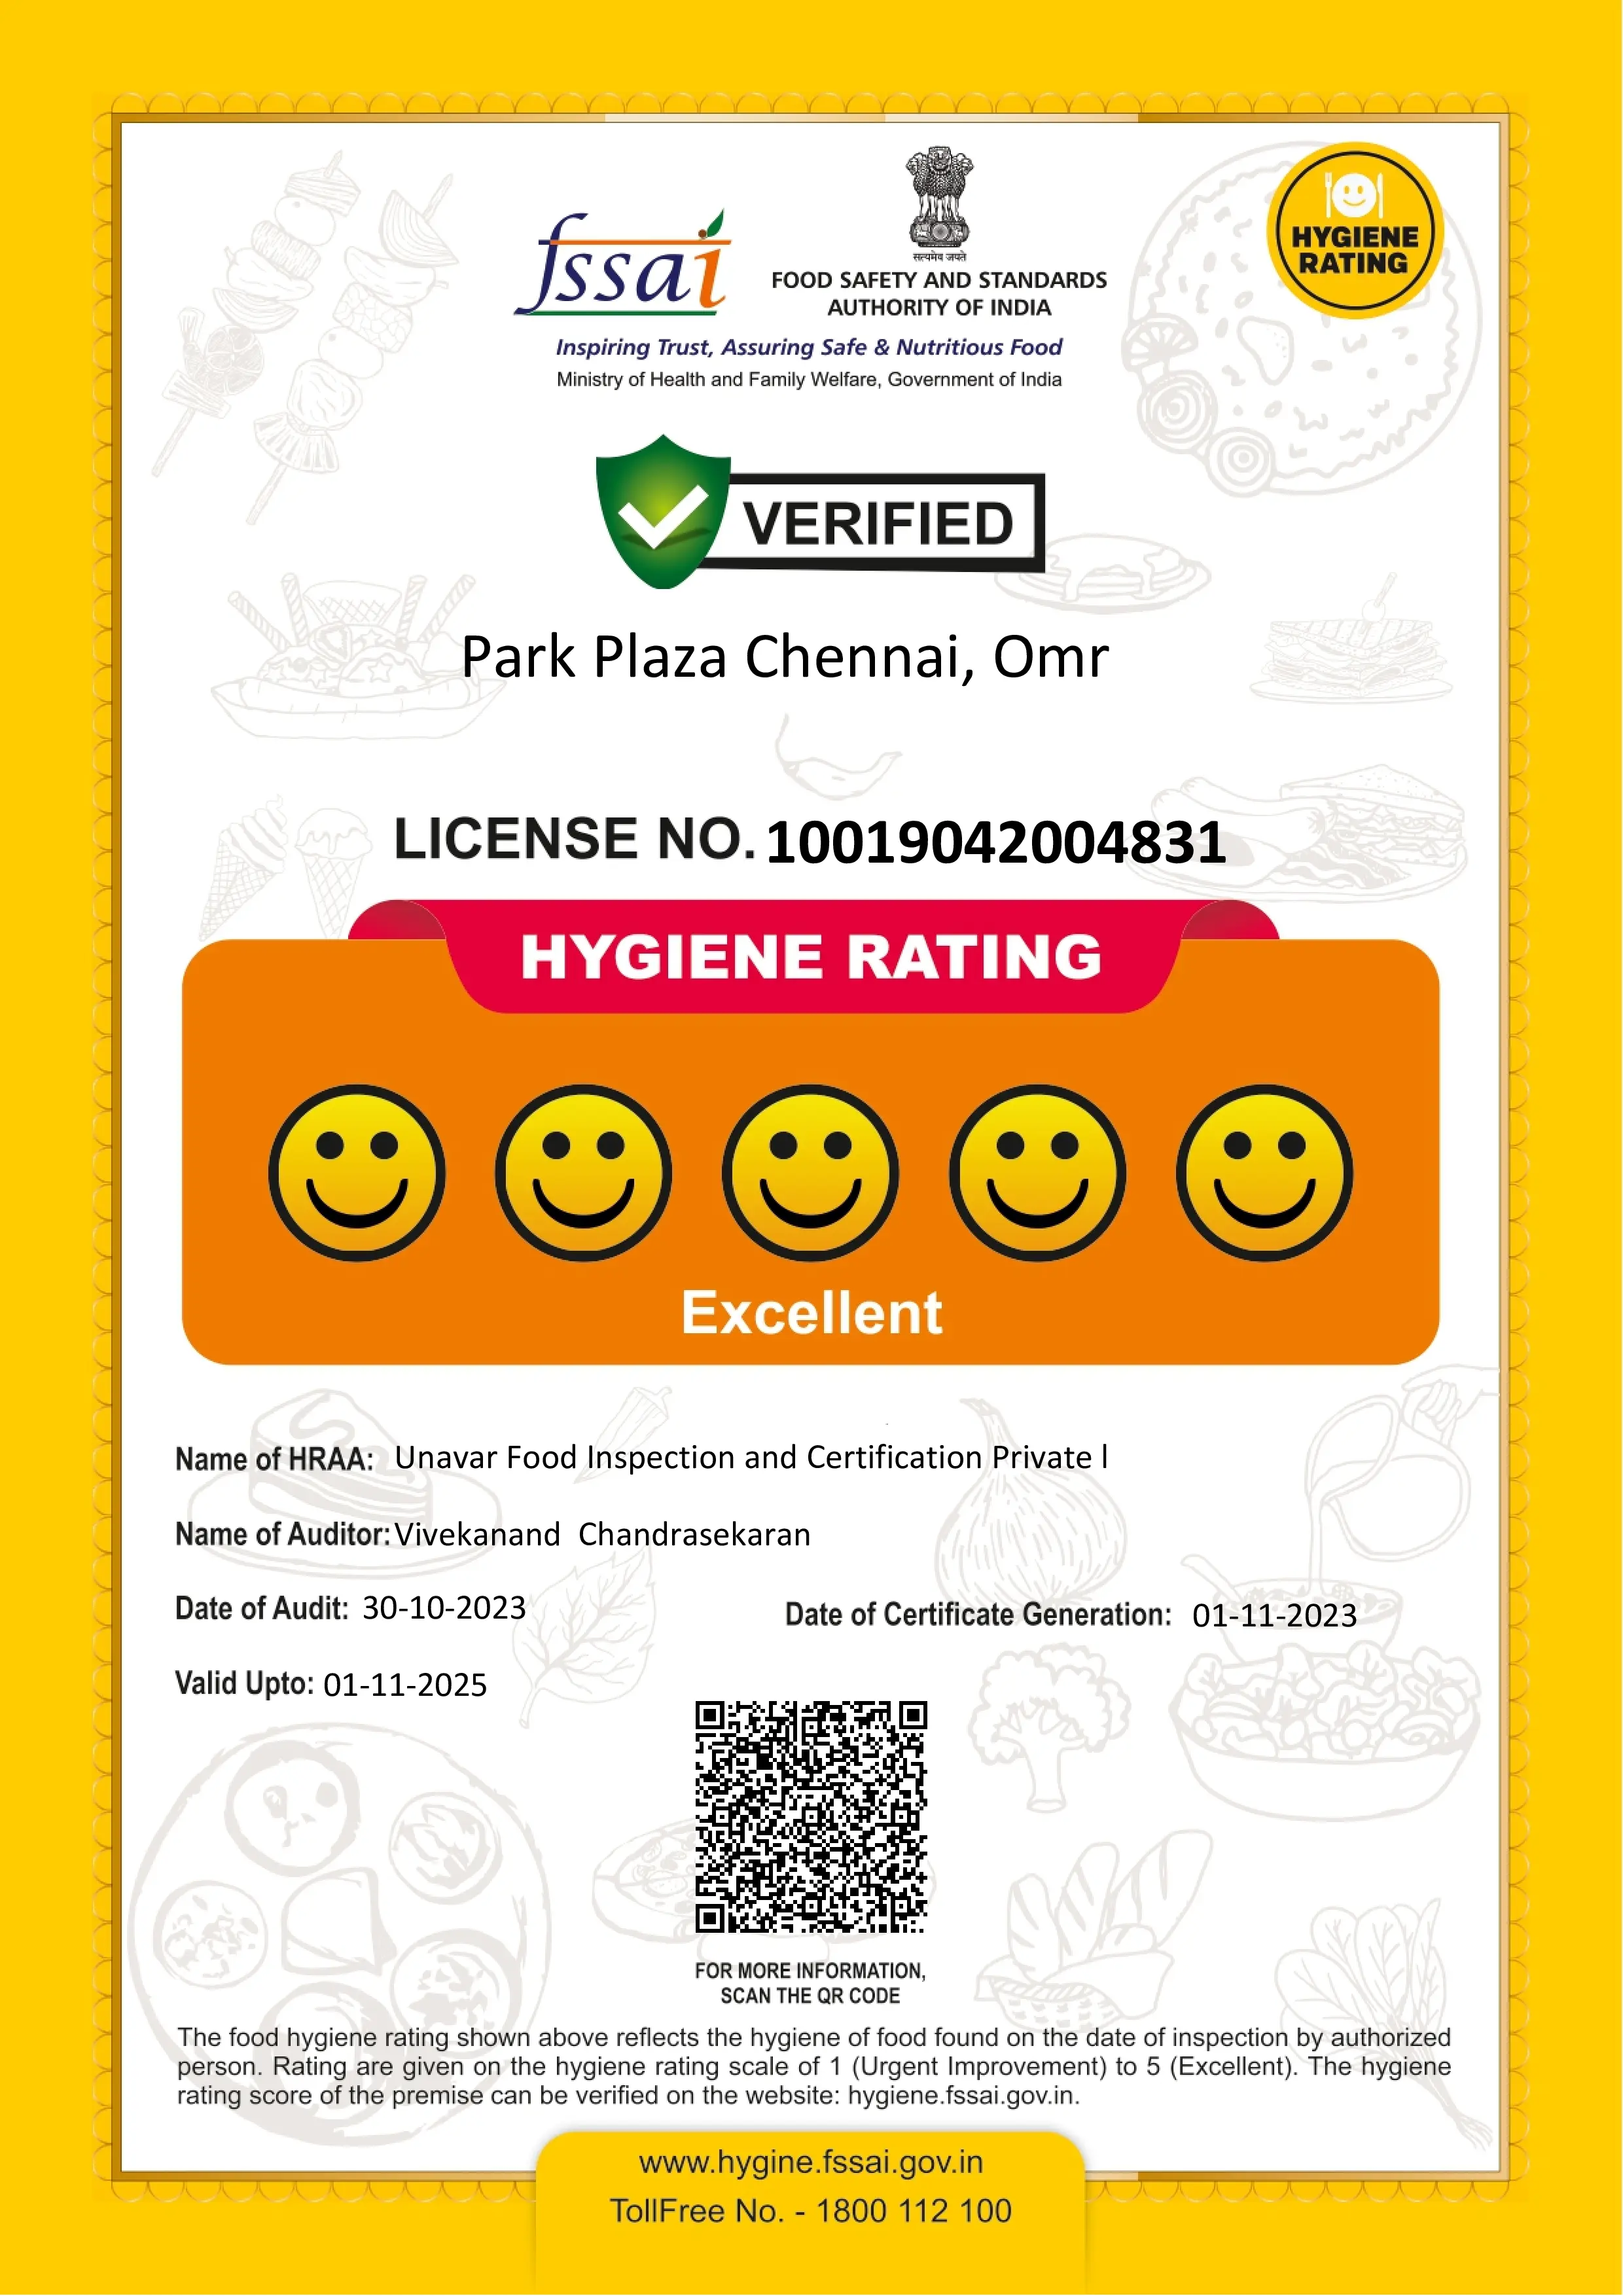 fssai
सत्यमेव जयते
FOOD SAFETY AND STANDARDS
AUTHORITY OF INDIA
HYGIENE
RATING
Inspiring Trust, Assuring Safe & Nutritious Food
Ministry of Health and Family Welfare, Government of India
VERIFIED
Park Plaza Chennai, Omr
LICENSE NO. 10019042004831
HYGIENE RATING
Excellent
Name of HRAA: Unavar Food Inspection and Certification Private l
Name of Auditor: Vivekanand Chandrasekaran
Date of Audit: 30-10-2023
Date of Certificate Generation: 01-11-2023
Valid Upto: 01-11-2025
FOR MORE INFORMATION,
SCAN THE QR CODE
The food hygiene rating shown above reflects the hygiene of food found on the date of inspection by authorized
person. Rating are given on the hygiene rating scale of 1 (Urgent Improvement) to 5 (Excellent). The hygiene
rating score of the premise can be verified on the website: hygiene.fssai.gov.in.
www.hygine.fssai.gov.in
TollFree No. - 1800 112 100